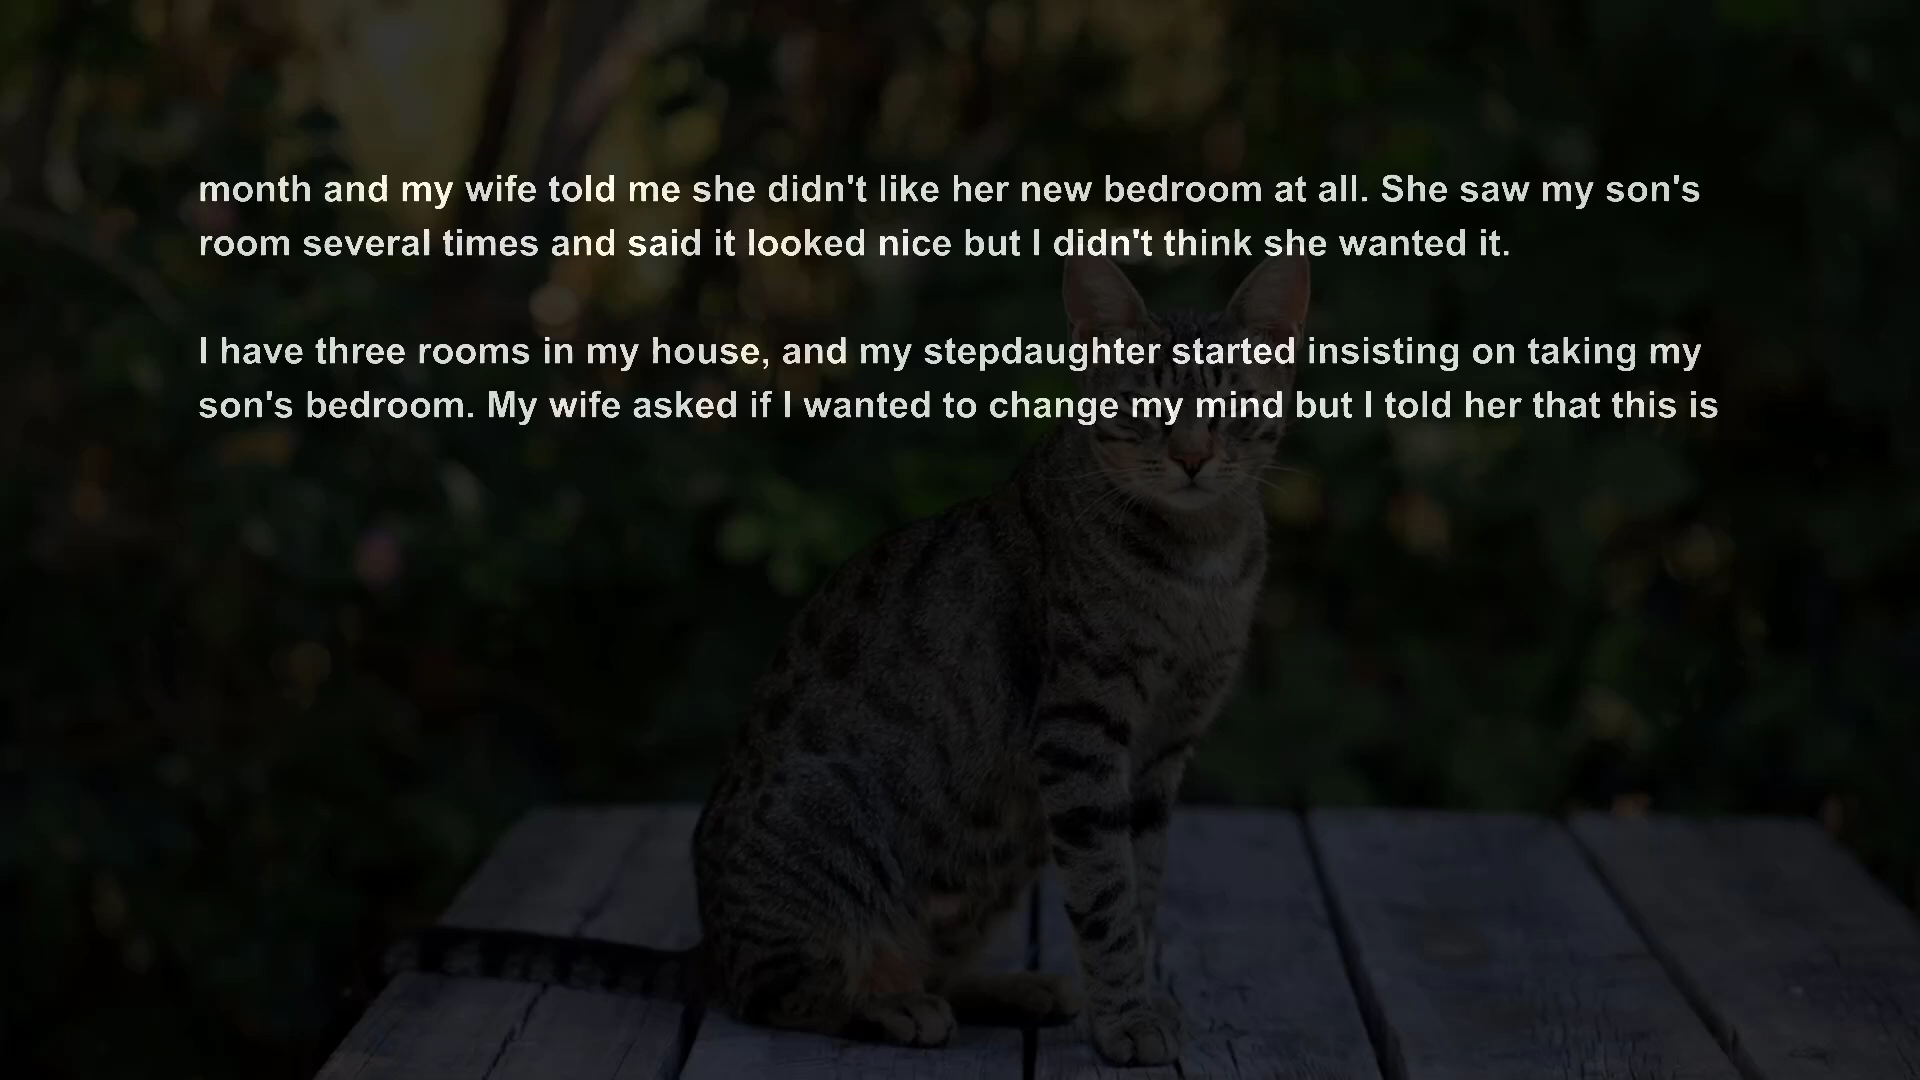 month and my wife told me she didn't like her new bedroom at all. She saw my son's
room several times and said it looked nice but I didn't think she wanted it.
I have three rooms in my house, and my stepdaughter started insisting on taking my
son's bedroom. My wife asked if I wanted to change my mind but I told her that this is